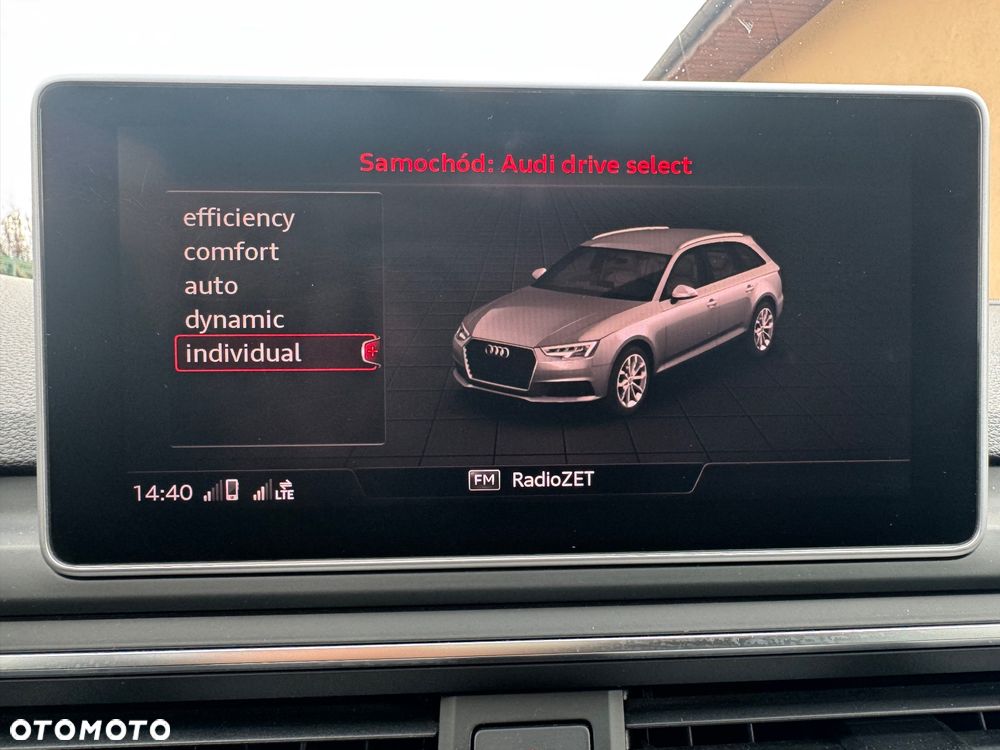 Samochód: Audi drive select
efficiency
comfort
auto
dynamic
individual
14:40 LTE
FM RadioZET
OTOMOTO